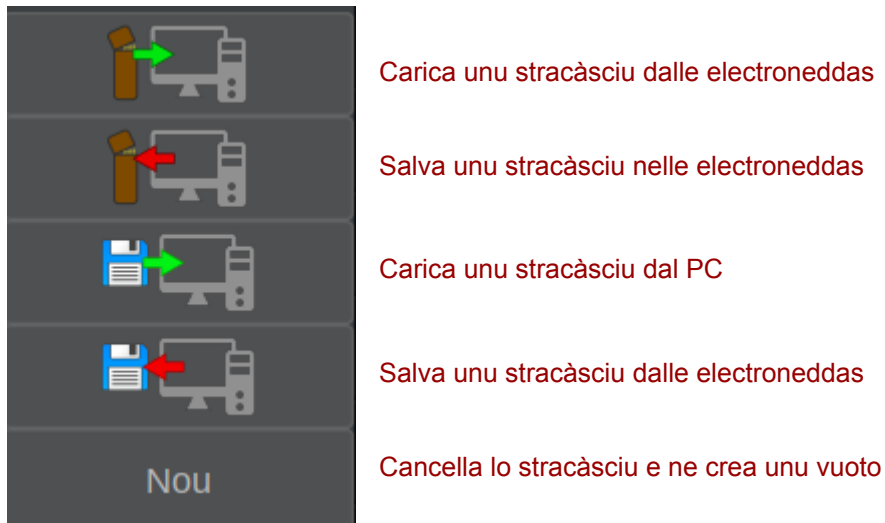 Carica unu stracàsciu dalle electroneddas
Salva unu stracàsciu nelle electroneddas
Carica unu stracàsciu dal PC
Salva unu stracàsciu dalle electroneddas
Nou
Cancella lo stracàsciu e ne crea unu vuoto